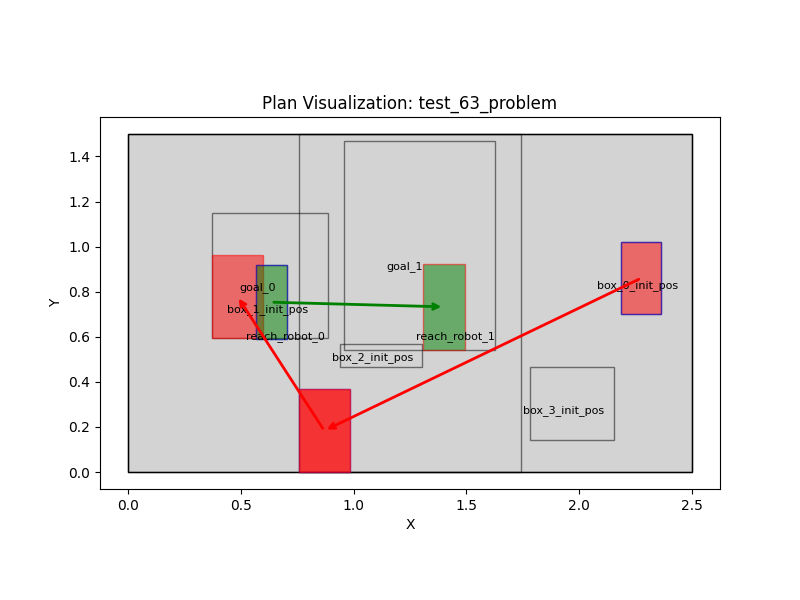 Plan Visualization: test_63_problem
Y
1.4
1.2
1.0
0.8
0.6
0.4
0.2
0.0
goal_1
goal_0
box_0_init_pos
box_1_init_pos
reach_robot_0
reach_robot_1
box_2_init_pos
box_3_init_pos
0.0
0.5
1.0
1.5
2.0
2.5
X